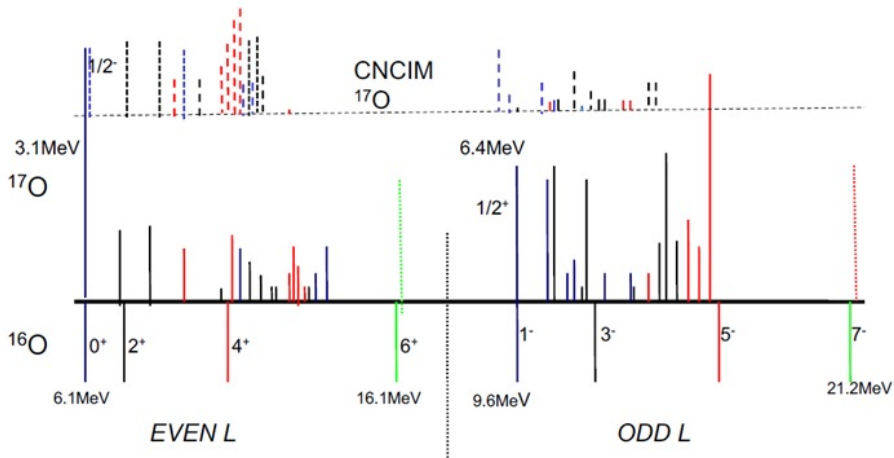 1/2⁻
CNCIM
¹⁷O
3.1MeV
6.4MeV
¹⁷O
1/2⁺
¹⁶O
0⁺ 2⁺ 4⁺ 6⁺ 1⁻ 3⁻ 5⁻ 7⁻
6.1MeV 16.1MeV 9.6MeV 21.2MeV
EVEN L ODD L